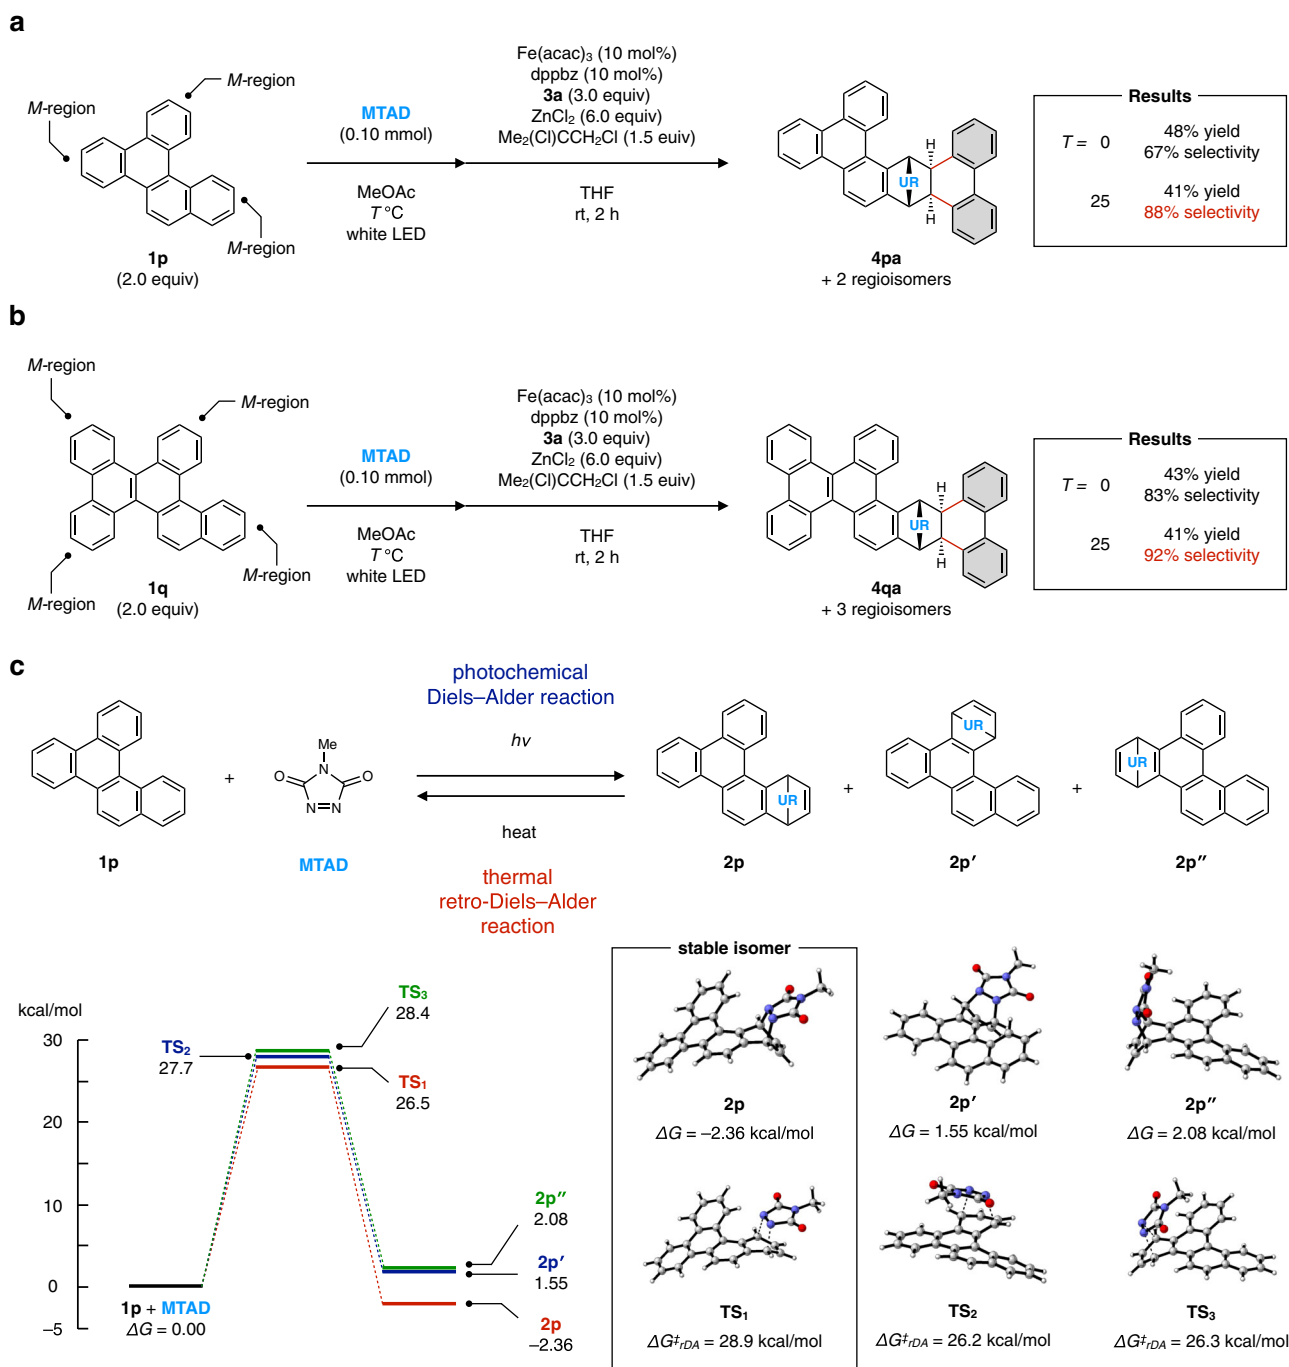 a
M-region
M-region
M-region
1p
(2.0 equiv)
MTAD
(0.10 mmol)
MeOAc
T °C
white LED
Fe(acac)3 (10 mol%)
dppbz (10 mol%)
3a (3.0 equiv)
ZnCl2 (6.0 equiv)
Me2(Cl)CCH2Cl (1.5 euiv)
THF
rt, 2 h
H
UR
H
4pa
+ 2 regioisomers
Results
T = 0
48% yield
67% selectivity
25
41% yield
88% selectivity
b
M-region
M-region
M-region
M-region
1q
(2.0 equiv)
MTAD
(0.10 mmol)
MeOAc
T °C
white LED
Fe(acac)3 (10 mol%)
dppbz (10 mol%)
3a (3.0 equiv)
ZnCl2 (6.0 equiv)
Me2(Cl)CCH2Cl (1.5 euiv)
THF
rt, 2 h
H
UR
H
4qa
+ 3 regioisomers
Results
T = 0
43% yield
83% selectivity
25
41% yield
92% selectivity
c
1p
+
Me
N
O
O
N=N
MTAD
photochemical
Diels–Alder reaction
hν
heat
thermal
retro-Diels–Alder
reaction
UR
2p
+
UR
2p′
+
UR
2p″
kcal/mol
30
20
10
0
–5
TS2
27.7
TS3
28.4
TS1
26.5
2p″
2.08
2p′
1.55
2p
–2.36
1p + MTAD
ΔG = 0.00
stable isomer
2p
ΔG = –2.36 kcal/mol
2p′
ΔG = 1.55 kcal/mol
2p″
ΔG = 2.08 kcal/mol
TS1
ΔG‡rDA = 28.9 kcal/mol
TS2
ΔG‡rDA = 26.2 kcal/mol
TS3
ΔG‡rDA = 26.3 kcal/mol